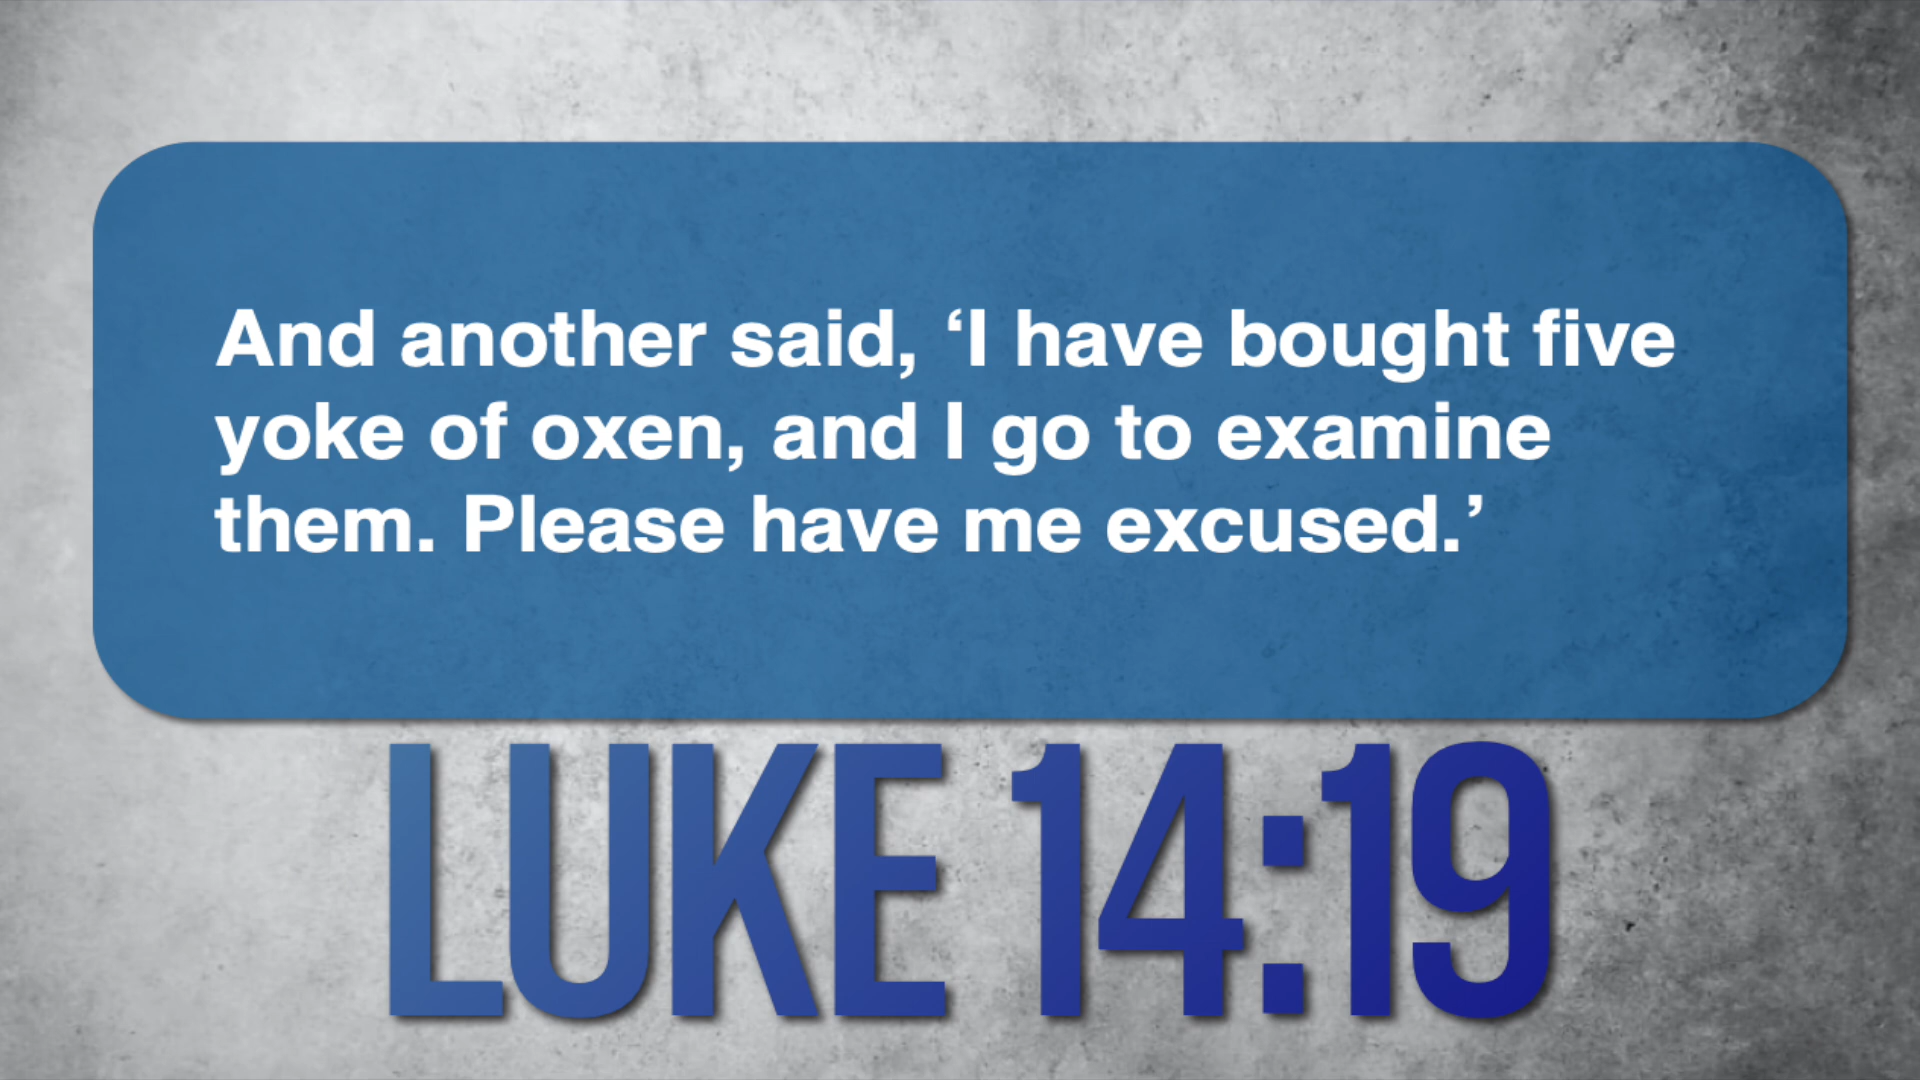 And another said, ‘I have bought five
yoke of oxen, and I go to examine
them. Please have me excused.’
LUKE 14:19